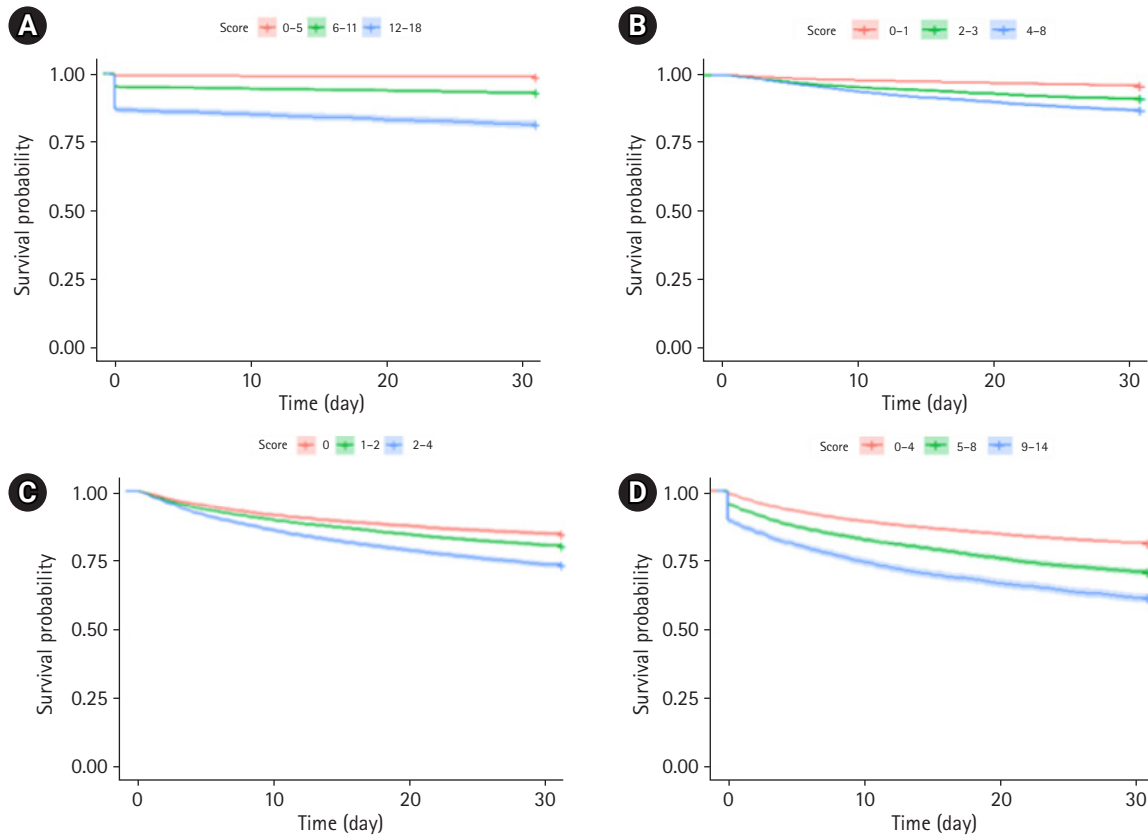 A
Score 0–5 6–11 12–18
1.00
0.75
0.50
0.25
0.00
Survival probability
0 10 20 30
Time (day)
B
Score 0–1 2–3 4–8
1.00
0.75
0.50
0.25
0.00
Survival probability
0 10 20 30
Time (day)
C
Score 0 1–2 2–4
1.00
0.75
0.50
0.25
0.00
Survival probability
0 10 20 30
Time (day)
D
Score 0–4 5–8 9–14
1.00
0.75
0.50
0.25
0.00
Survival probability
0 10 20 30
Time (day)